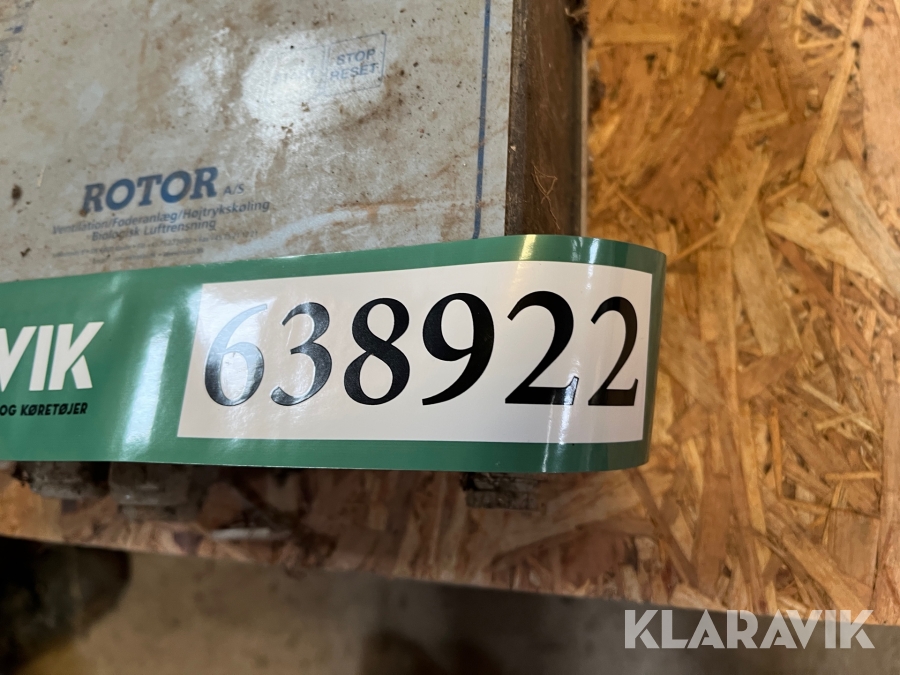 STOP
RESET
ROTOR A/S
Ventilation/Foderanlæg/Højtrykskøling
Biologisk Luftrensning
VIK
OG KØRETØJER
638922
KLARAVIK